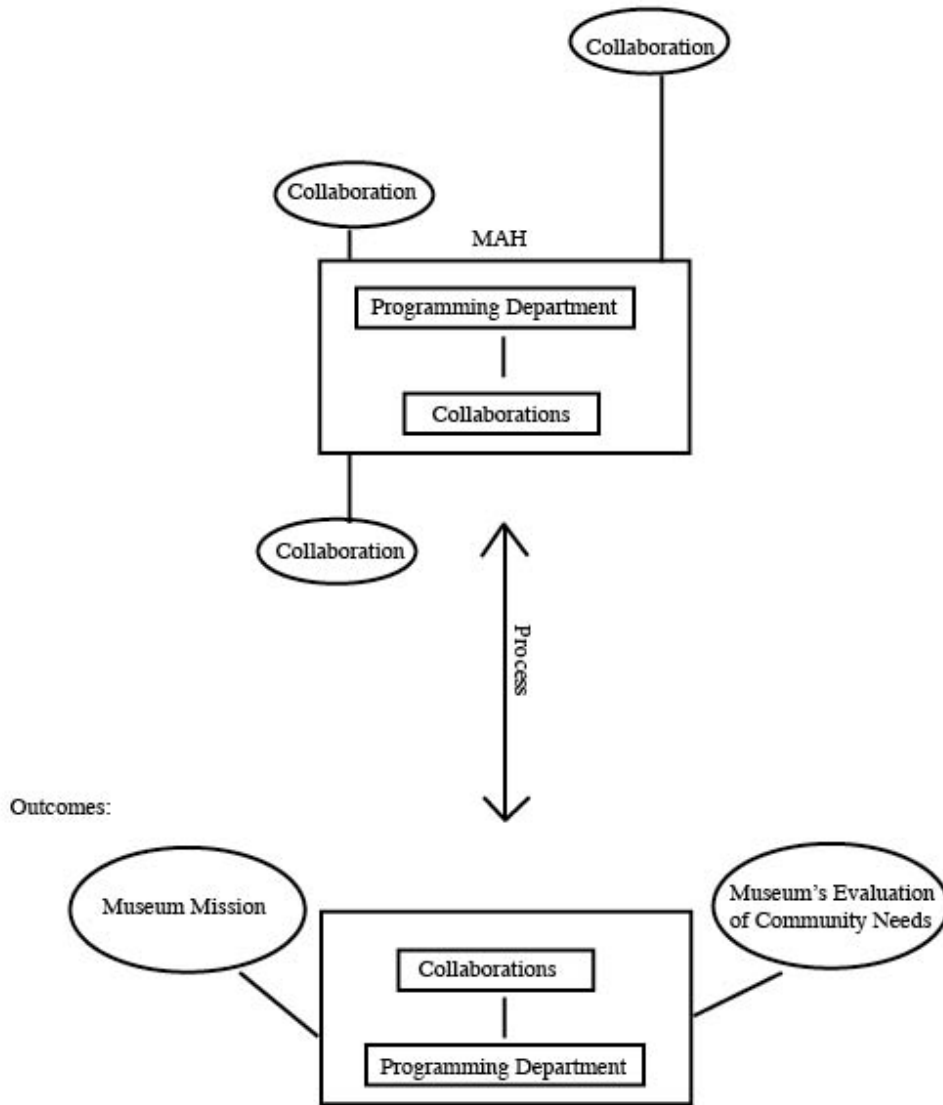 Collaboration
Collaboration
MAH
Programming Department
Collaborations
Collaboration
Process
Outcomes:
Museum Mission
Museum’s Evaluation
of Community Needs
Collaborations
Programming Department